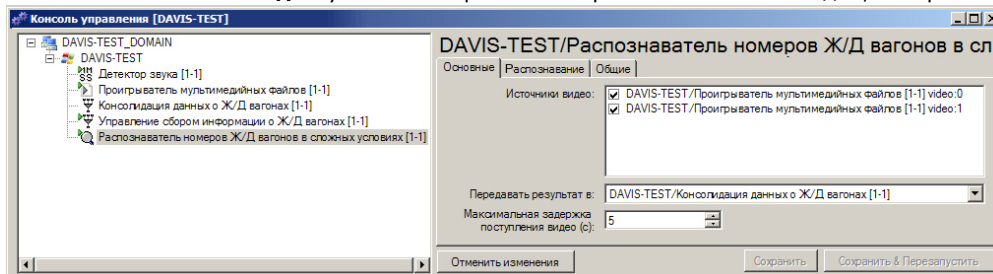 Консоль управления [DAVIS-TEST]
DAVIS-TEST_DOMAIN
DAVIS-TEST
Детектор звука [1-1]
Проигрыватель мультимедийных файлов [1-1]
Консолидация данных о Ж/Д вагонах [1-1]
Управление сбором информации о Ж/Д вагонах [1-1]
Распознаватель номеров Ж/Д вагонов в сложных условиях [1-1]
DAVIS-TEST/Распознаватель номеров Ж/Д вагонов в сл
Основные Распознавание Общие
Источники видео:
DAVIS-TEST/Проигрыватель мультимедийных файлов [1-1] video:0
DAVIS-TEST/Проигрыватель мультимедийных файлов [1-1] video:1
Передавать результат в: DAVIS-TEST/Консолидация данных о Ж/Д вагонах [1-1]
Максимальная задержка
поступления видео (с): 5
Отменить изменения Сохранить Сохранить & Перезапустить